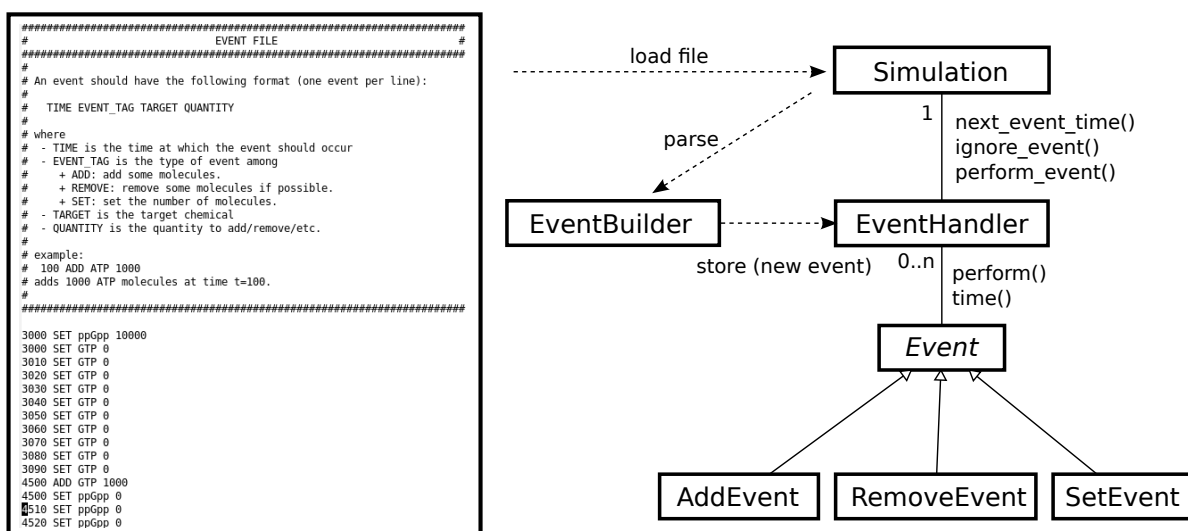 #######################################################################
# EVENT FILE #
#######################################################################
#
# An event should have the following format (one event per line):
#
# TIME EVENT_TAG TARGET QUANTITY
#
# where
# - TIME is the time at which the event should occur
# - EVENT_TAG is the type of event among
# + ADD: add some molecules.
# + REMOVE: remove some molecules if possible.
# + SET: set the number of molecules.
# - TARGET is the target chemical
# - QUANTITY is the quantity to add/remove/etc.
#
# example:
# 100 ADD ATP 1000
# adds 1000 ATP molecules at time t=100.
#
#######################################################################
3000 SET ppGpp 10000
3000 SET GTP 0
3010 SET GTP 0
3020 SET GTP 0
3030 SET GTP 0
3040 SET GTP 0
3050 SET GTP 0
3060 SET GTP 0
3070 SET GTP 0
3080 SET GTP 0
3090 SET GTP 0
4500 ADD GTP 1000
4500 SET ppGpp 0
4510 SET ppGpp 0
4520 SET ppGpp 0
load file
Simulation
1
next_event_time()
ignore_event()
perform_event()
parse
EventBuilder
EventHandler
store (new event)
0..n
perform()
time()
Event
AddEvent
RemoveEvent
SetEvent